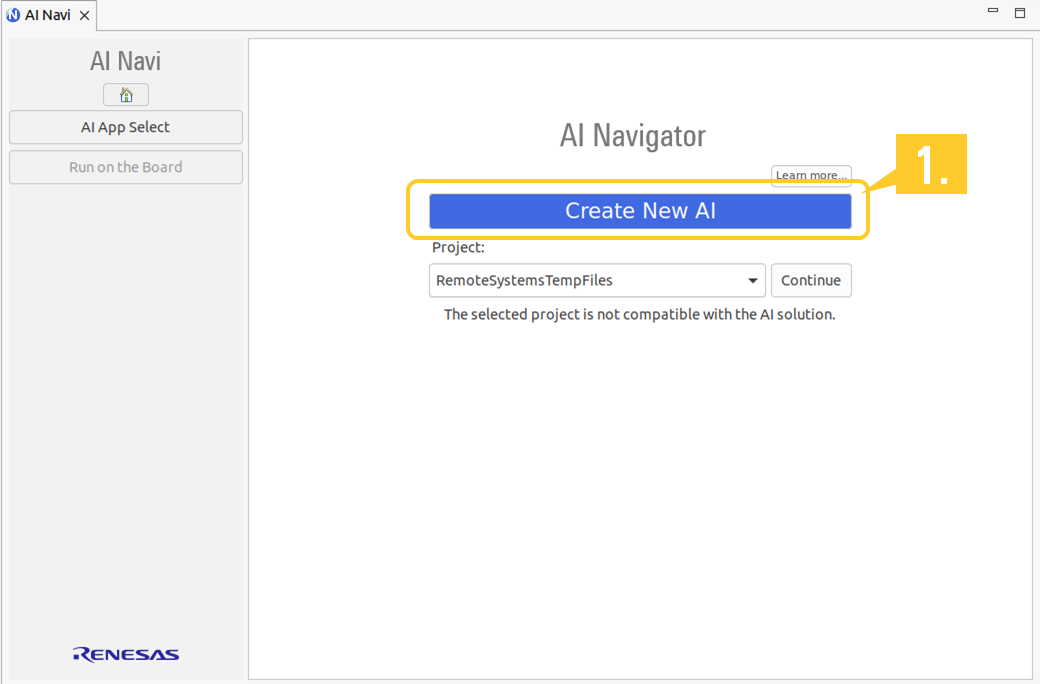 AI Navi
AI Navi
AI App Select
Run on the Board
RENESAS
AI Navigator
Learn more...
1.
Create New AI
Project:
RemoteSystemsTempFiles
Continue
The selected project is not compatible with the AI solution.